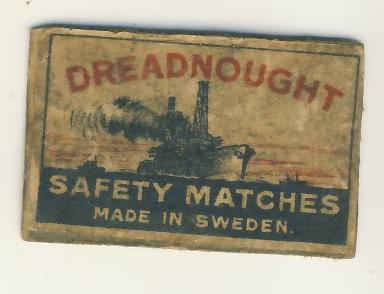 DREADNOUGHT
SAFETY MATCHES
MADE IN SWEDEN.